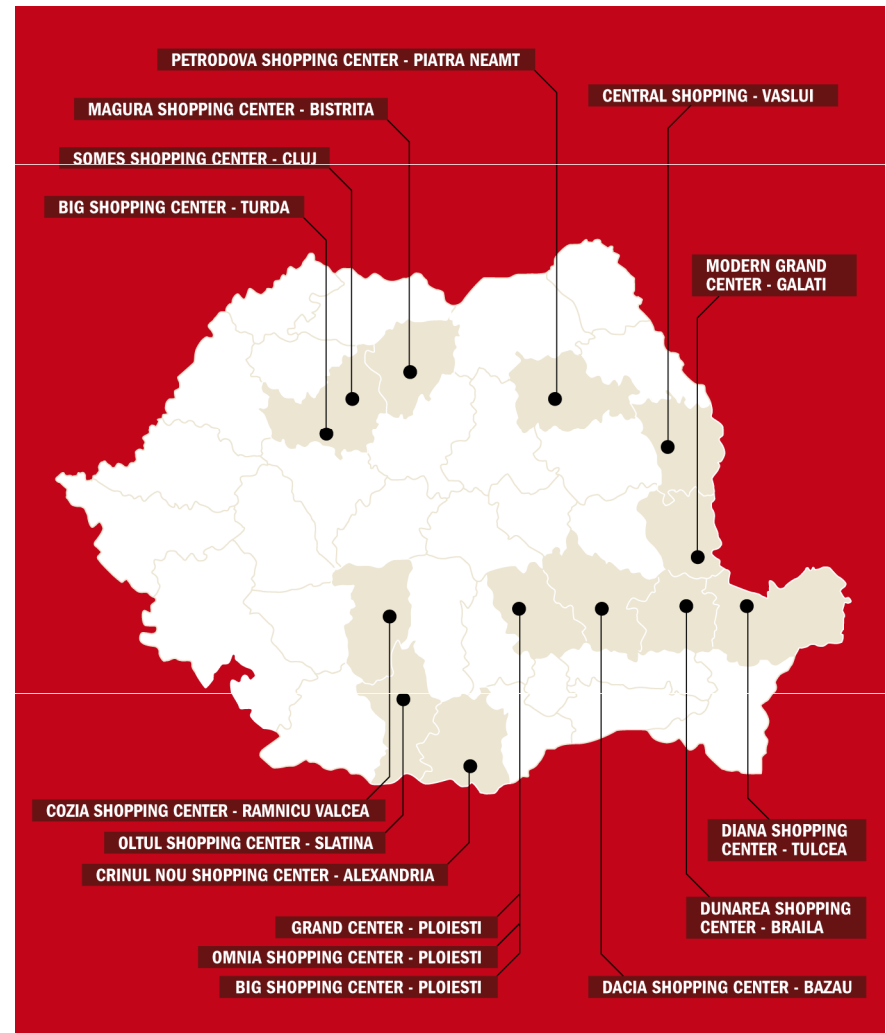 PETRODOVA SHOPPING CENTER - PIATRA NEAMT
CENTRAL SHOPPING - VASLUI
MAGURA SHOPPING CENTER - BISTRITA
SOMES SHOPPING CENTER - CLUJ
BIG SHOPPING CENTER - TURDA
MODERN GRAND
CENTER - GALATI
COZIA SHOPPING CENTER - RAMNICU VALCEA
OLTUL SHOPPING CENTER - SLATINA
CRINUL NOU SHOPPING CENTER - ALEXANDRIA
DIANA SHOPPING
CENTER - TULCEA
DUNAREA SHOPPING
CENTER - BRAILA
GRAND CENTER - PLOIESTI
OMNIA SHOPPING CENTER - PLOIESTI
BIG SHOPPING CENTER - PLOIESTI
DACIA SHOPPING CENTER - BAZAU